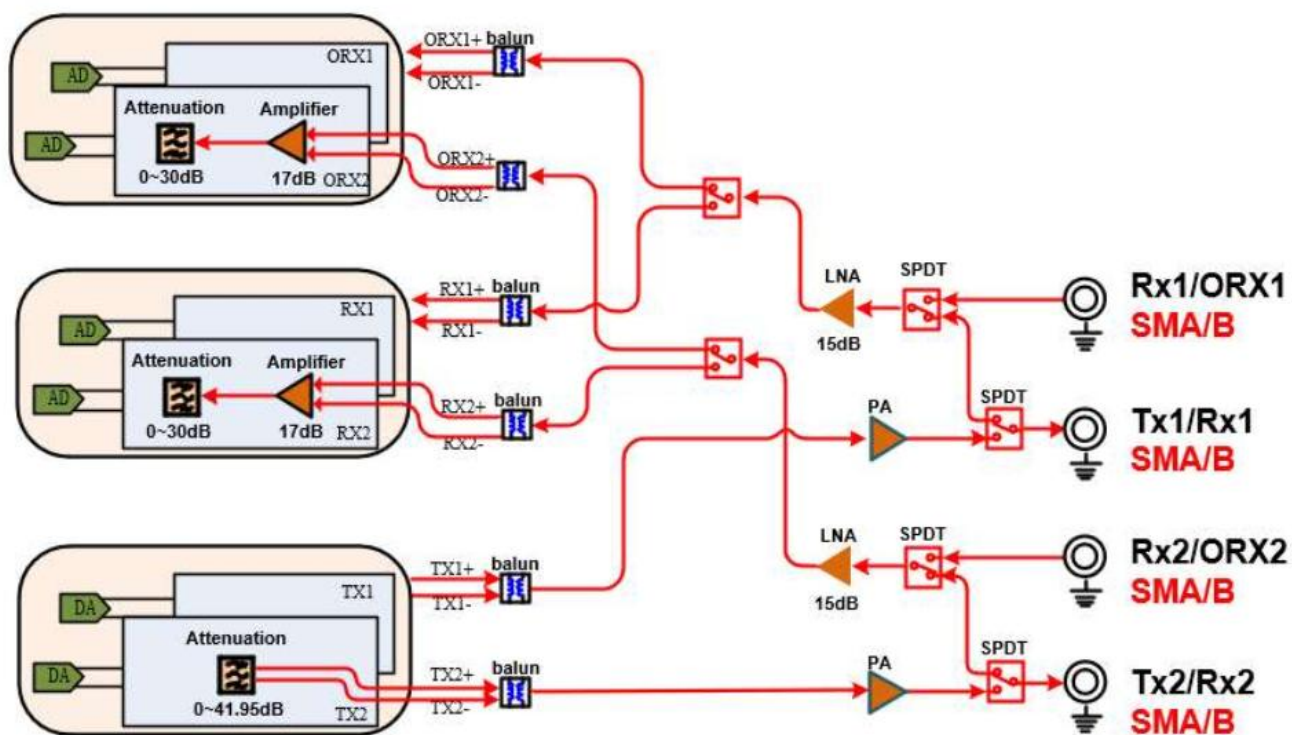 ORX1+ balun
ORX1
ORX1-
AD
Attenuation Amplifier
AD
ORX2+
0~30dB 17dB ORX2
ORX2-
LNA SPDT
Rx1/ORX1
SMA/B
15dB
RX1+ balun
RX1
RX1-
AD
Attenuation Amplifier
AD
RX2+ balun
0~30dB 17dB RX2
RX2-
PA SPDT
Tx1/Rx1
SMA/B
LNA SPDT
Rx2/ORX2
SMA/B
15dB
TX1+ balun
TX1
TX1-
DA
Attenuation
DA
TX2+ balun
0~41.95dB TX2
TX2-
PA SPDT
Tx2/Rx2
SMA/B